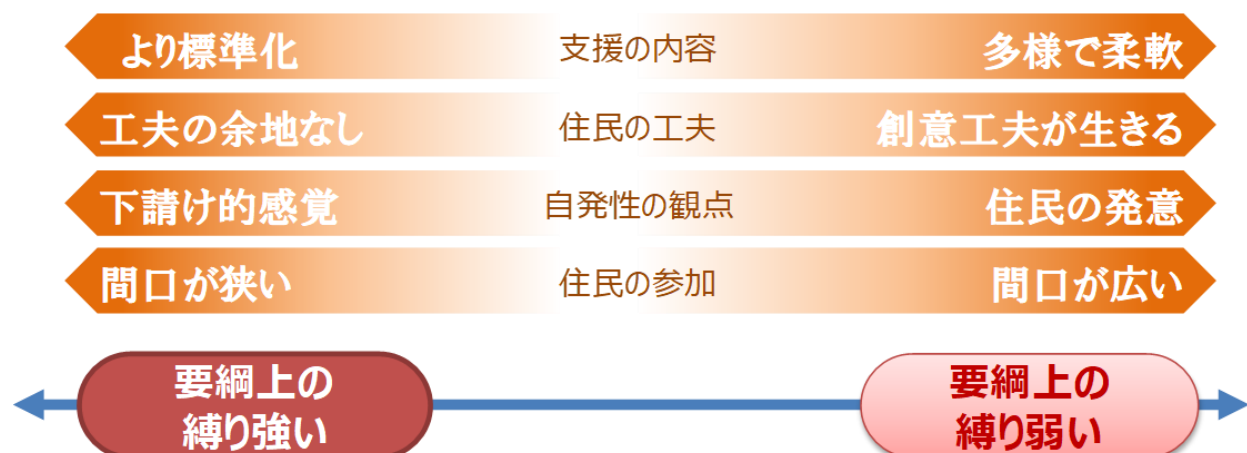 より標準化 支援の内容 多様で柔軟
工夫の余地なし 住民の工夫 創意工夫が生きる
下請け的感覚 自発性の観点 住民の発意
間口が狭い 住民の参加 間口が広い
要綱上の
縛り強い
要綱上の
縛り弱い